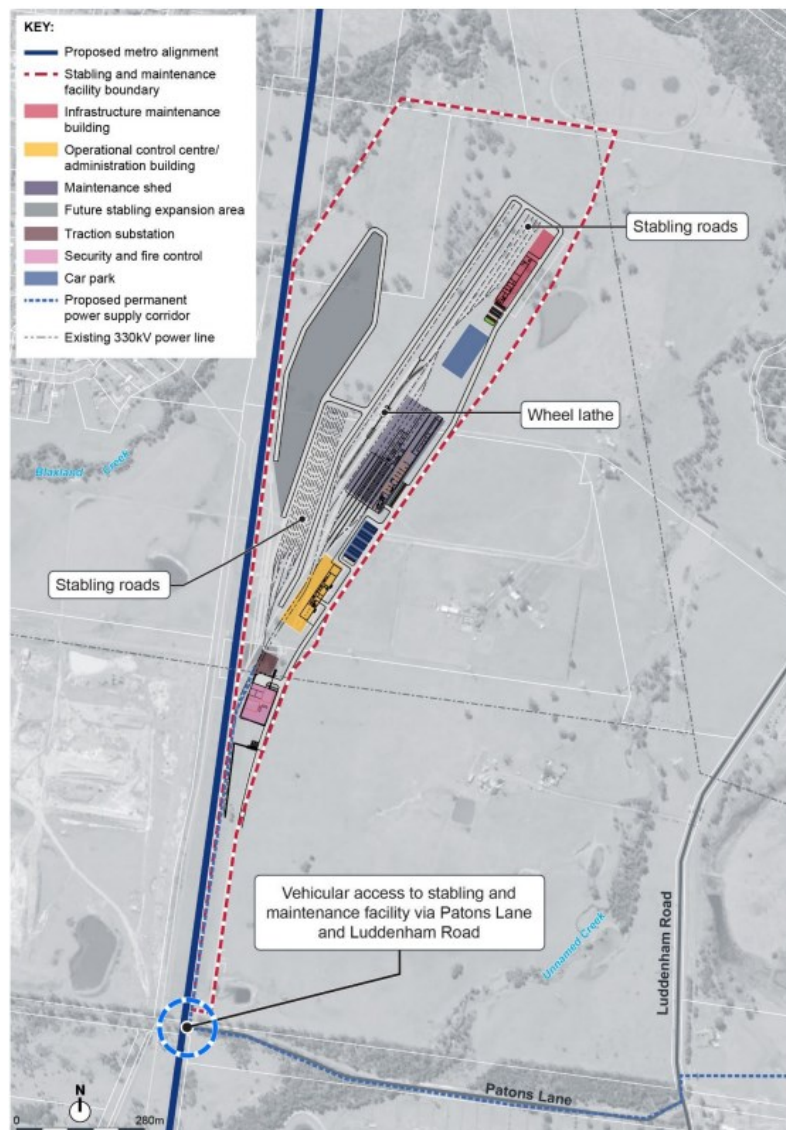 KEY:
Proposed metro alignment
Stabling and maintenance
facility boundary
Infrastructure maintenance
building
Operational control centre/
administration building
Maintenance shed
Future stabling expansion area
Traction substation
Security and fire control
Car park
Proposed permanent
power supply corridor
Existing 330kV power line
Stabling roads
Wheel lathe
Blaxland Creek
Stabling roads
Vehicular access to stabling and
maintenance facility via Patons Lane
and Luddenham Road
Unnamed Creek
Luddenham Road
Patons Lane
N
0 280m